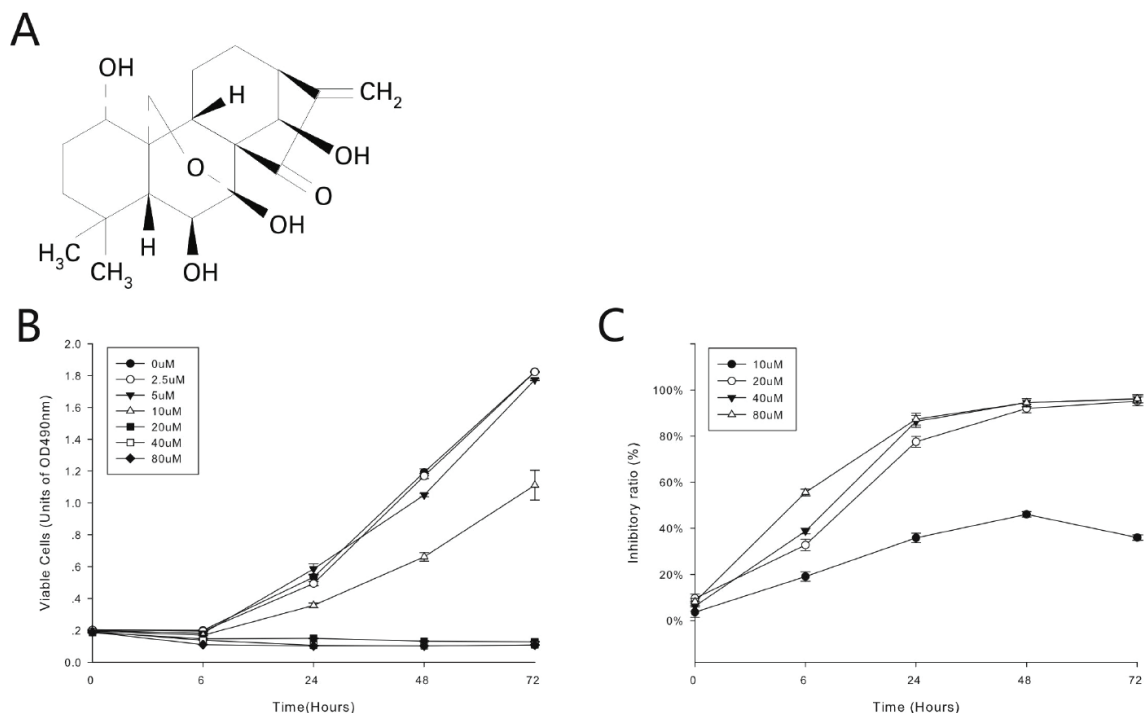 A
OH
H
CH2
OH
O
O
OH
H
H3C
CH3
OH
B
2.0
1.8
1.6
1.4
1.2
1.0
.8
.6
.4
.2
0.0
Viable Cells (Units of OD490nm)
0uM
2.5uM
5uM
10uM
20uM
40uM
80uM
0
6
24
48
72
Time(Hours)
C
100%
80%
60%
40%
20%
0%
Inhibitory ratio (%)
10uM
20uM
40uM
80uM
0
6
24
48
72
Time (Hours)